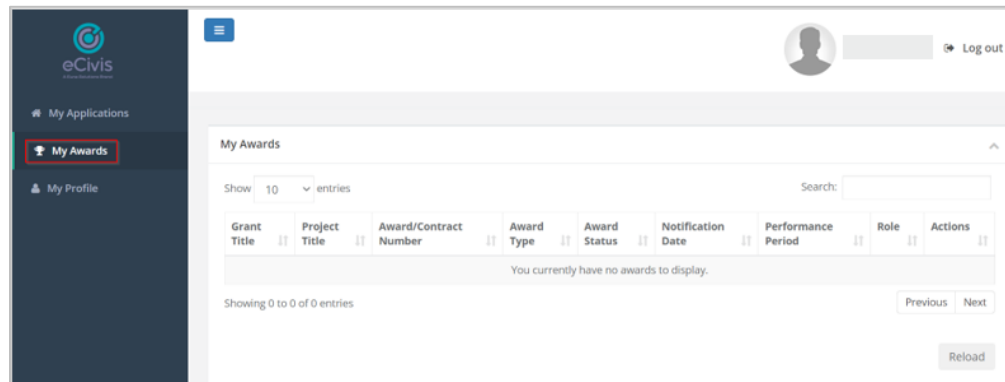 eCivis
Log out
My Applications
My Awards
My Profile
My Awards
Show 10 entries
Search:
Grant Title
Project Title
Award/Contract Number
Award Type
Award Status
Notification Date
Performance Period
Role
Actions
You currently have no awards to display.
Showing 0 to 0 of 0 entries
Previous Next
Reload